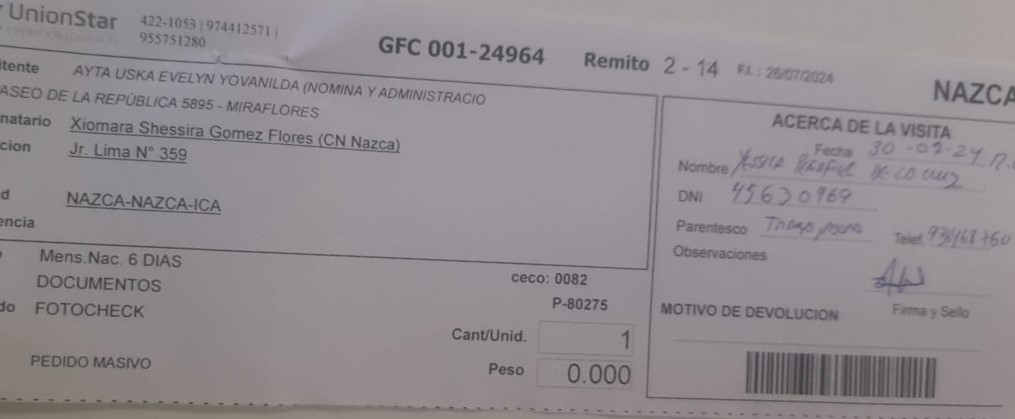 UnionStar 422-1053 | 974412571 |
955751280
GFC 001-24964 Remito 2 - 14 F.I.: 26/07/2024
NAZCA
itente AYTA USKA EVELYN YOVANILDA (NOMINA Y ADMINISTRACIO
ASEO DE LA REPÚBLICA 5895 - MIRAFLORES
natario Xiomara Shessira Gomez Flores (CN Nazca)
cion Jr. Lima N° 359
d NAZCA-NAZCA-ICA
encia
Mens.Nac. 6 DIAS
DOCUMENTOS
do FOTOCHECK
PEDIDO MASIVO
ceco: 0082
P-80275
Cant/Unid. 1
Peso 0.000
ACERCA DE LA VISITA
Fecha 30-07-24
Nombre
DNI 45630969
Parentesco
Telef.
Observaciones
Firma y Sello
MOTIVO DE DEVOLUCION